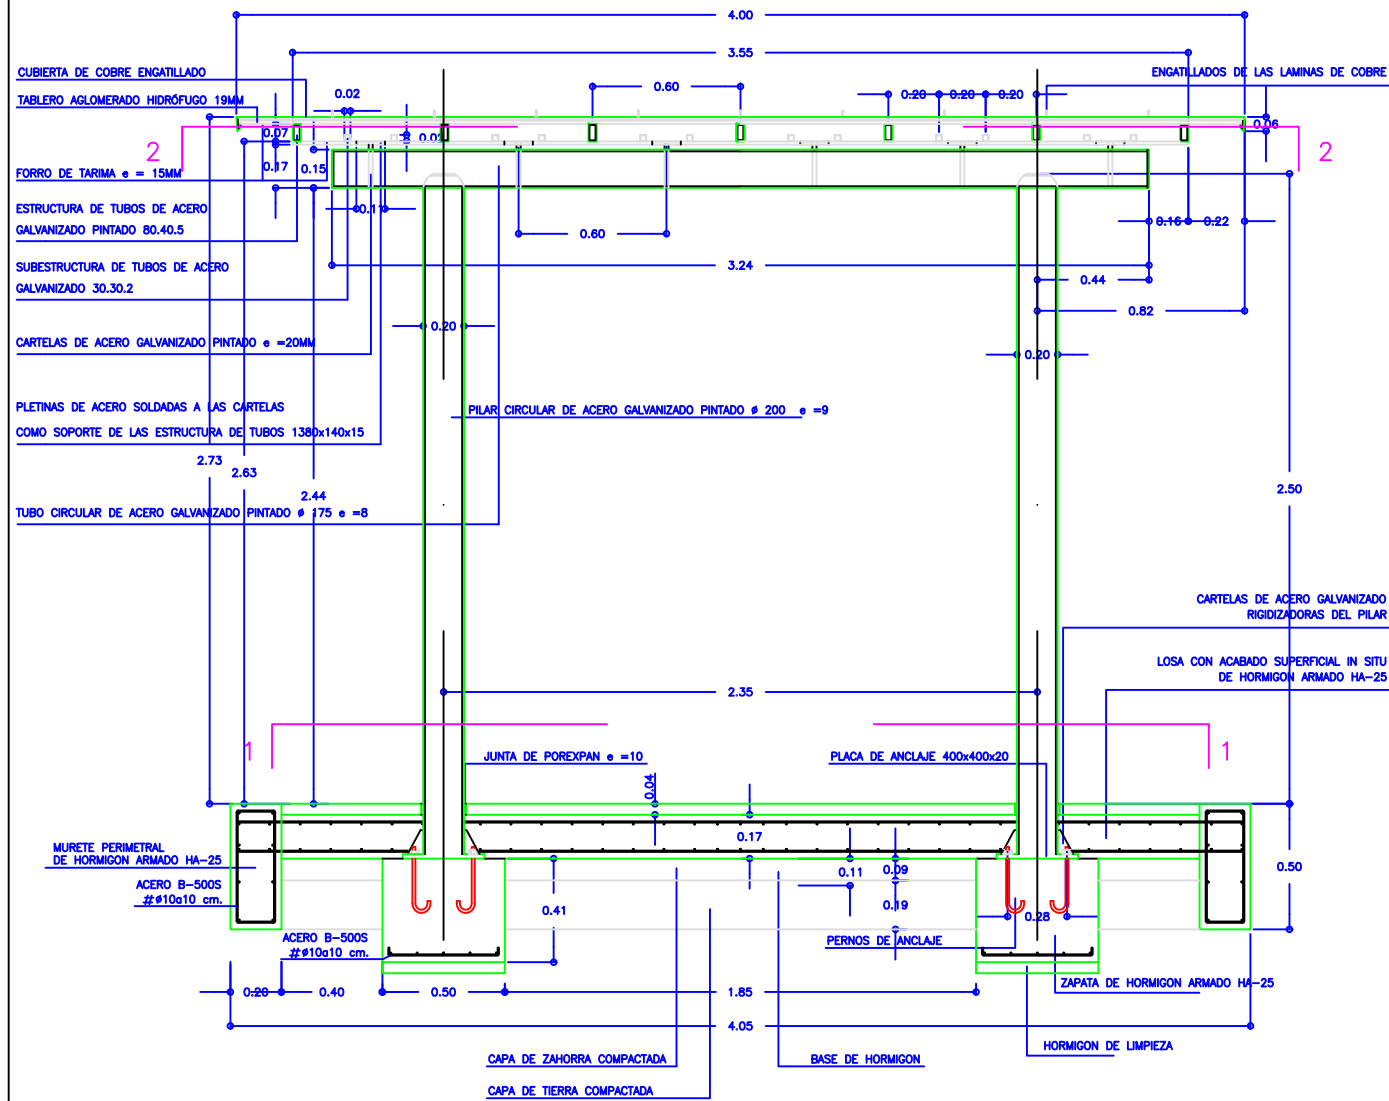 4.00
3.55
CUBIERTA DE COBRE ENGATILLADO
ENGATILLADOS DE LAS LAMINAS DE COBRE
0.02
0.60
0.20
0.20
0.20
TABLERO AGLOMERADO HIDRÓFUGO 19MM
0.07
0.06
2
2
0.17
0.15
FORRO DE TARIMA e = 15MM
ESTRUCTURA DE TUBOS DE ACERO
GALVANIZADO PINTADO 80.40.5
0.11
0.60
0.16
0.22
SUBESTRUCTURA DE TUBOS DE ACERO
GALVANIZADO 30.30.2
3.24
0.44
0.82
0.20
0.20
CARTELAS DE ACERO GALVANIZADO PINTADO e =20MM
PLETINAS DE ACERO SOLDADAS A LAS CARTELAS
COMO SOPORTE DE LAS ESTRUCTURA DE TUBOS 1380x140x15
PILAR CIRCULAR DE ACERO GALVANIZADO PINTADO ø 200 e =9
2.73
2.63
2.44
2.50
TUBO CIRCULAR DE ACERO GALVANIZADO PINTADO ø 175 e =8
CARTELAS DE ACERO GALVANIZADO
RIGIDIZADORAS DEL PILAR
LOSA CON ACABADO SUPERFICIAL IN SITU
DE HORMIGON ARMADO HA-25
2.35
1
1
JUNTA DE POREXPAN e =10
PLACA DE ANCLAJE 400x400x20
0.04
0.17
MURETE PERIMETRAL
DE HORMIGON ARMADO HA-25
0.11
0.09
0.50
ACERO B-500S
#ø10a10 cm.
0.41
0.19
0.28
ACERO B-500S
#ø10a10 cm.
PERNOS DE ANCLAJE
ZAPATA DE HORMIGON ARMADO HA-25
0.20
0.40
0.50
1.85
4.05
HORMIGON DE LIMPIEZA
CAPA DE ZAHORRA COMPACTADA
BASE DE HORMIGON
CAPA DE TIERRA COMPACTADA